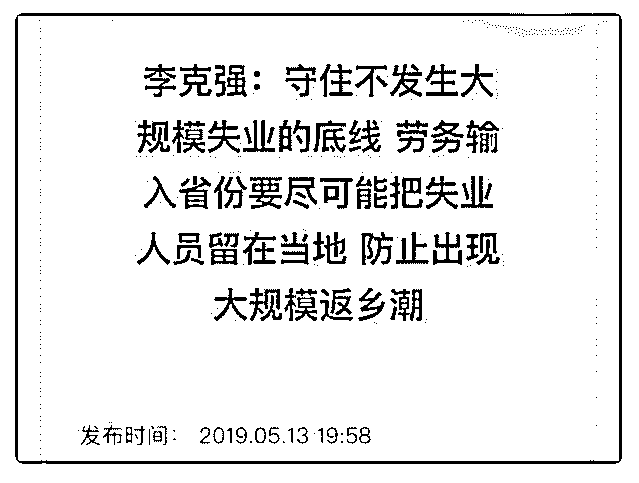 李克强：守住不发生大
规模失业的底线 劳务输
入省份要尽可能把失业
人员留在当地 防止出现
大规模返乡潮
发布时间： 2019.05.13 19:58